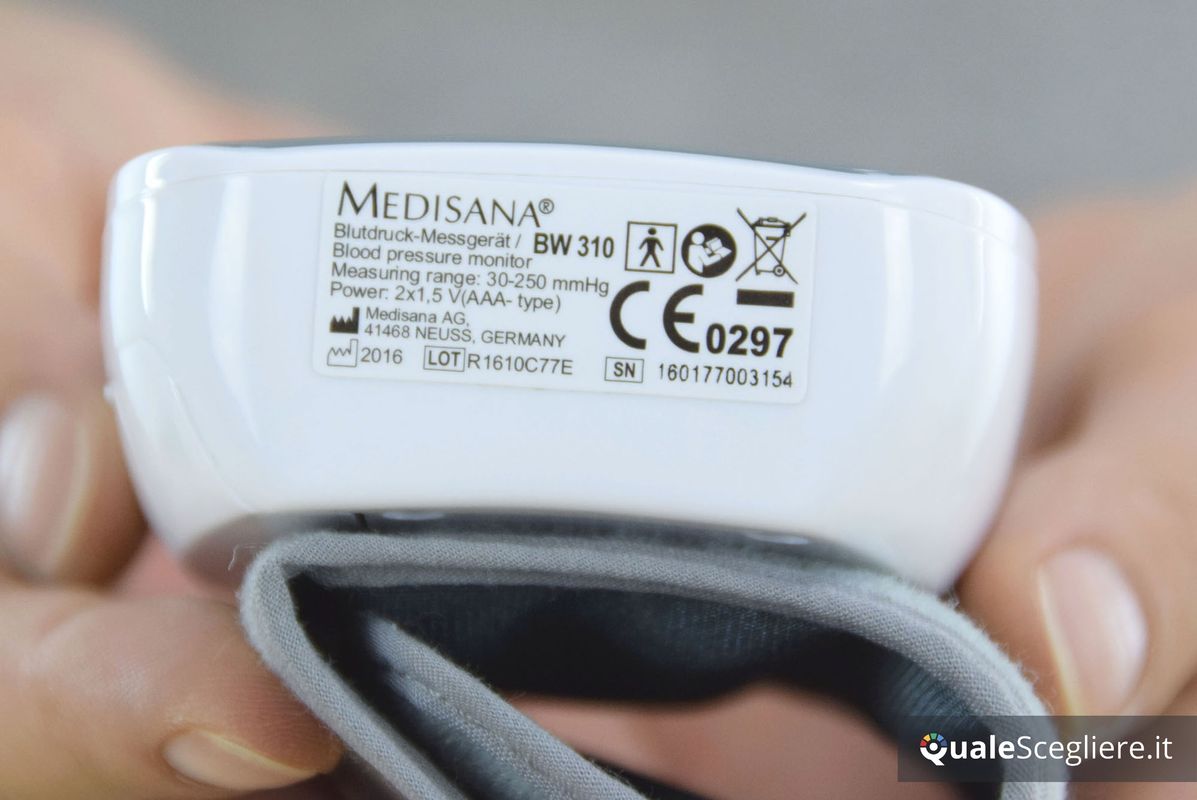 MEDISANA®
Blutdruck-Messgerät /
Blood pressure monitor
BW 310
Measuring range: 30-250 mmHg
Power: 2x1,5 V(AAA- type)
Medisana AG,
41468 NEUSS, GERMANY
CE 0297
2016 LOT R1610C77E SN 160177003154
QualeScegliere.it